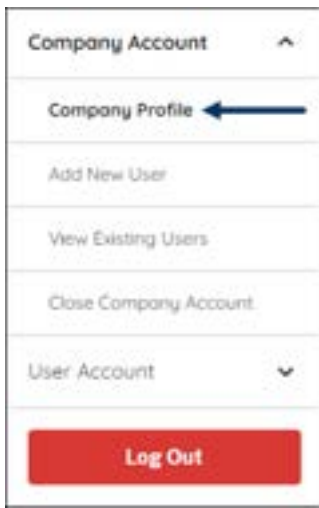 Company Account
Company Profile
Add New User
View Existing Users
Close Company Account
User Account
Log Out